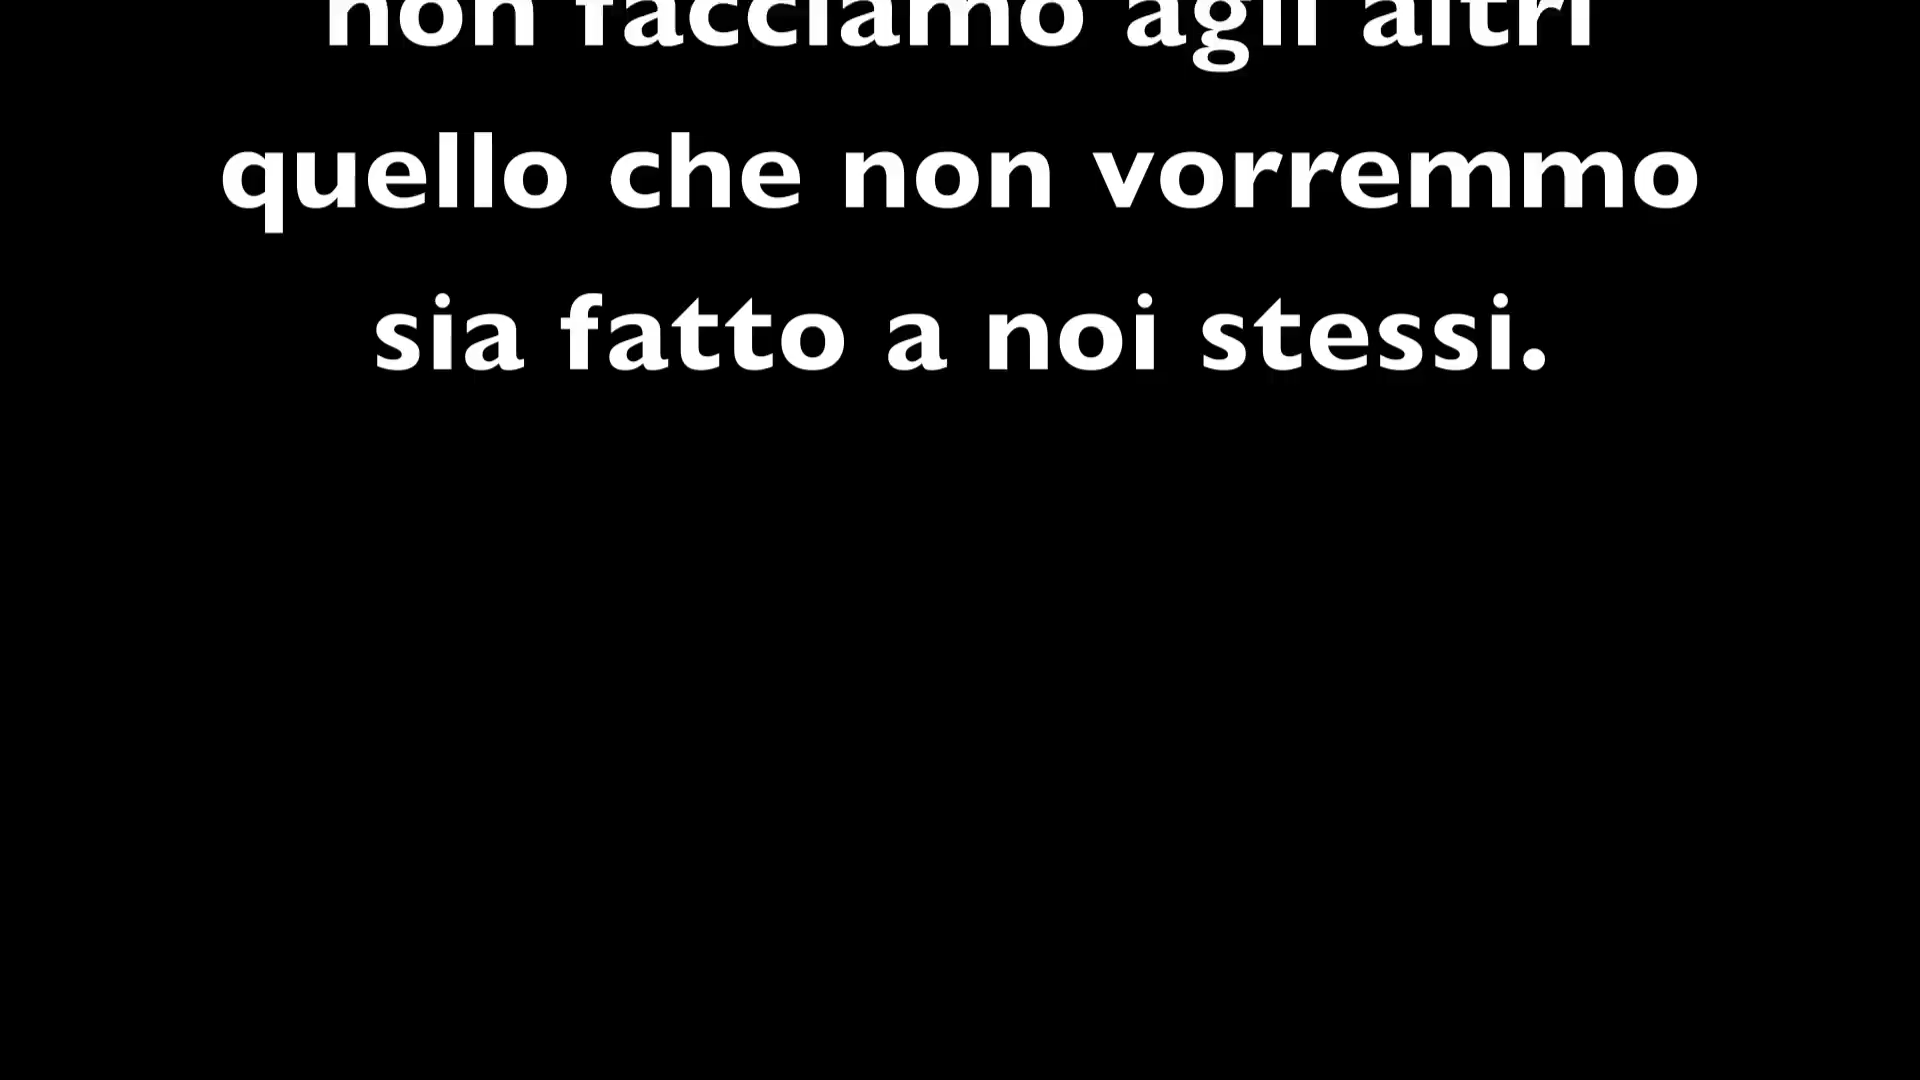 non facciamo agli altri
quello che non vorremmo
sia fatto a noi stessi.